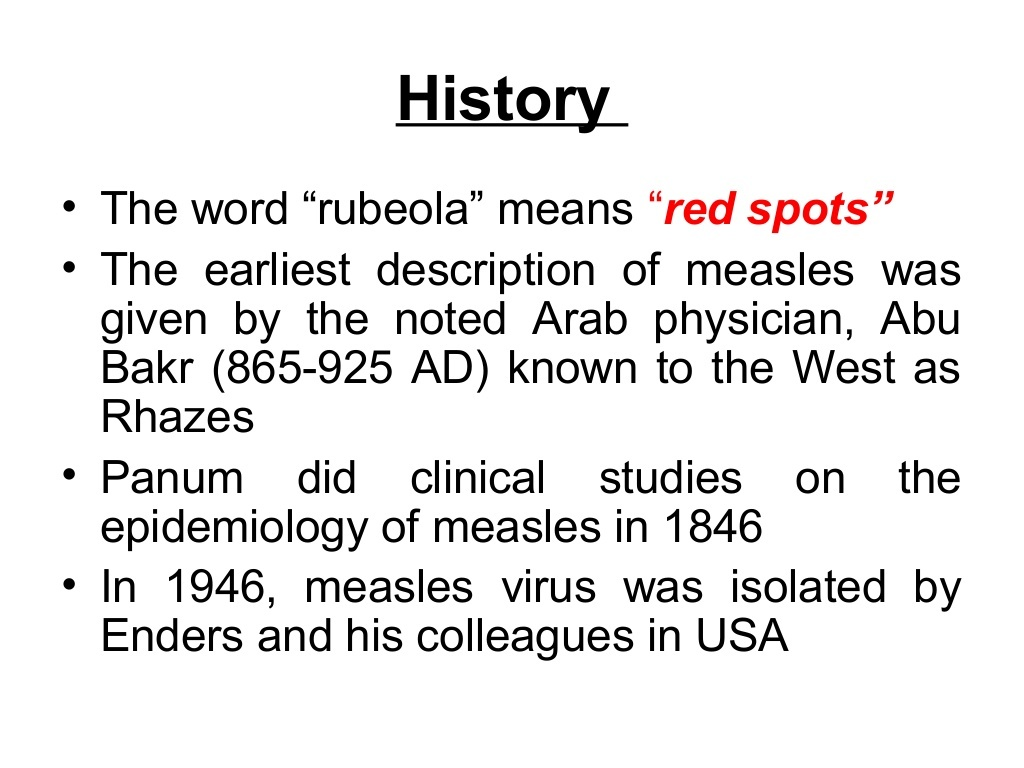 History
• The word “rubeola” means “red spots”
• The earliest description of measles was
given by the noted Arab physician, Abu
Bakr (865-925 AD) known to the West as
Rhazes
• Panum did clinical studies on the
epidemiology of measles in 1846
• In 1946, measles virus was isolated by
Enders and his colleagues in USA